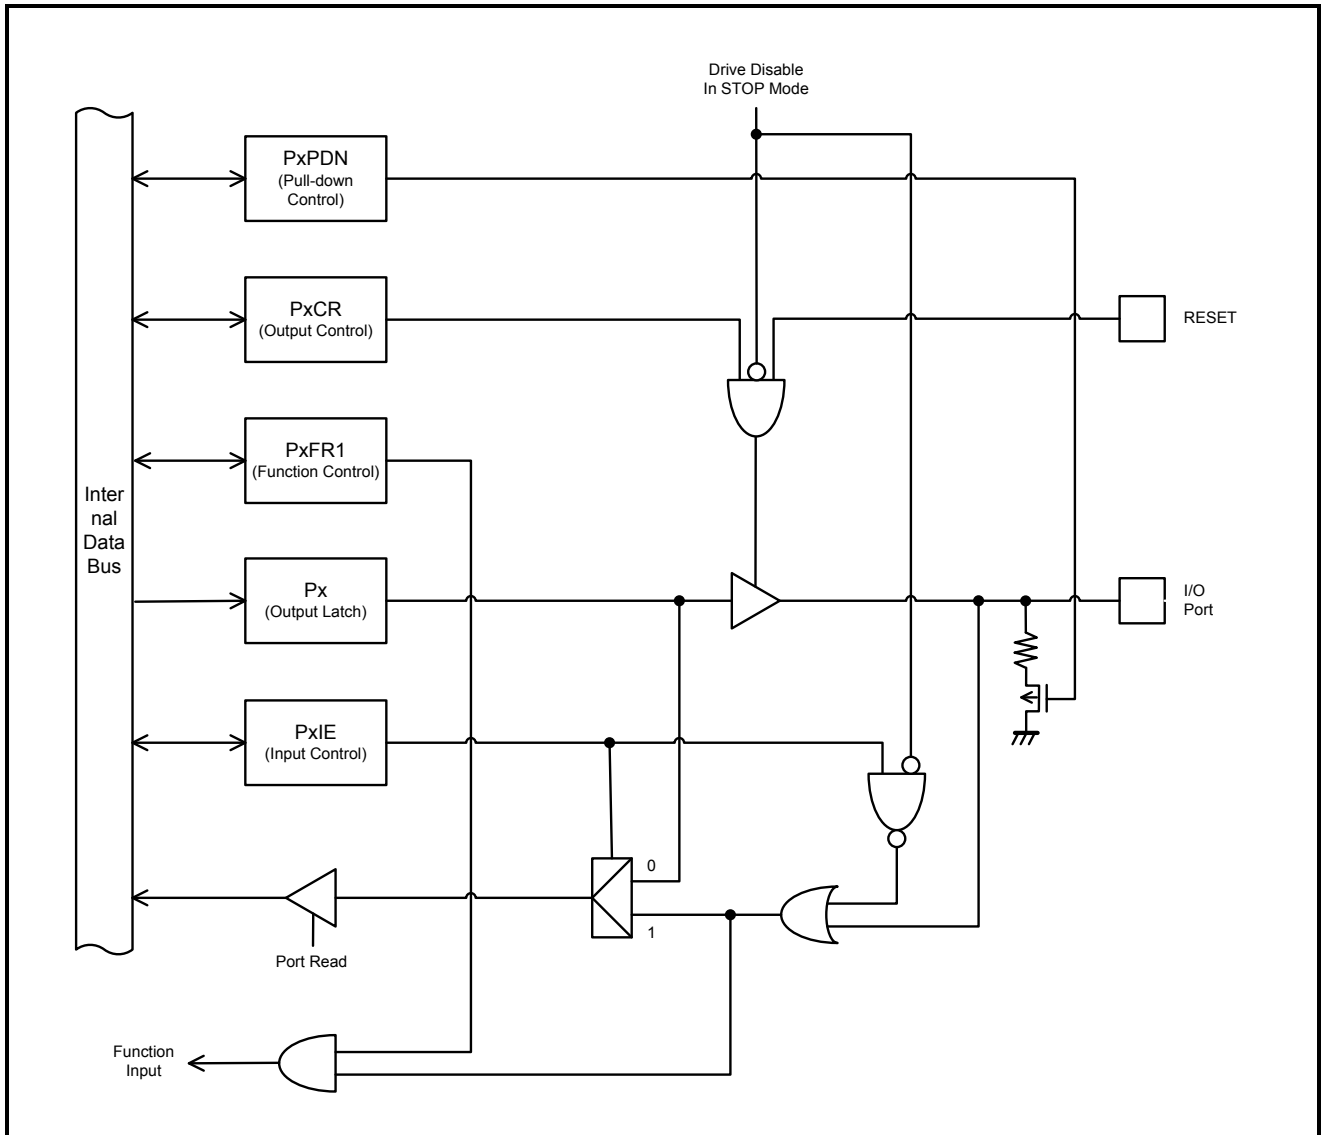 Drive Disable
In STOP Mode
PxPDN
(Pull-down
Control)
PxCR
(Output Control)
RESET
PxFR1
(Function Control)
Inter
nal
Data
Bus
Px
(Output Latch)
I/O
Port
PxIE
(Input Control)
0
1
Port Read
Function
Input